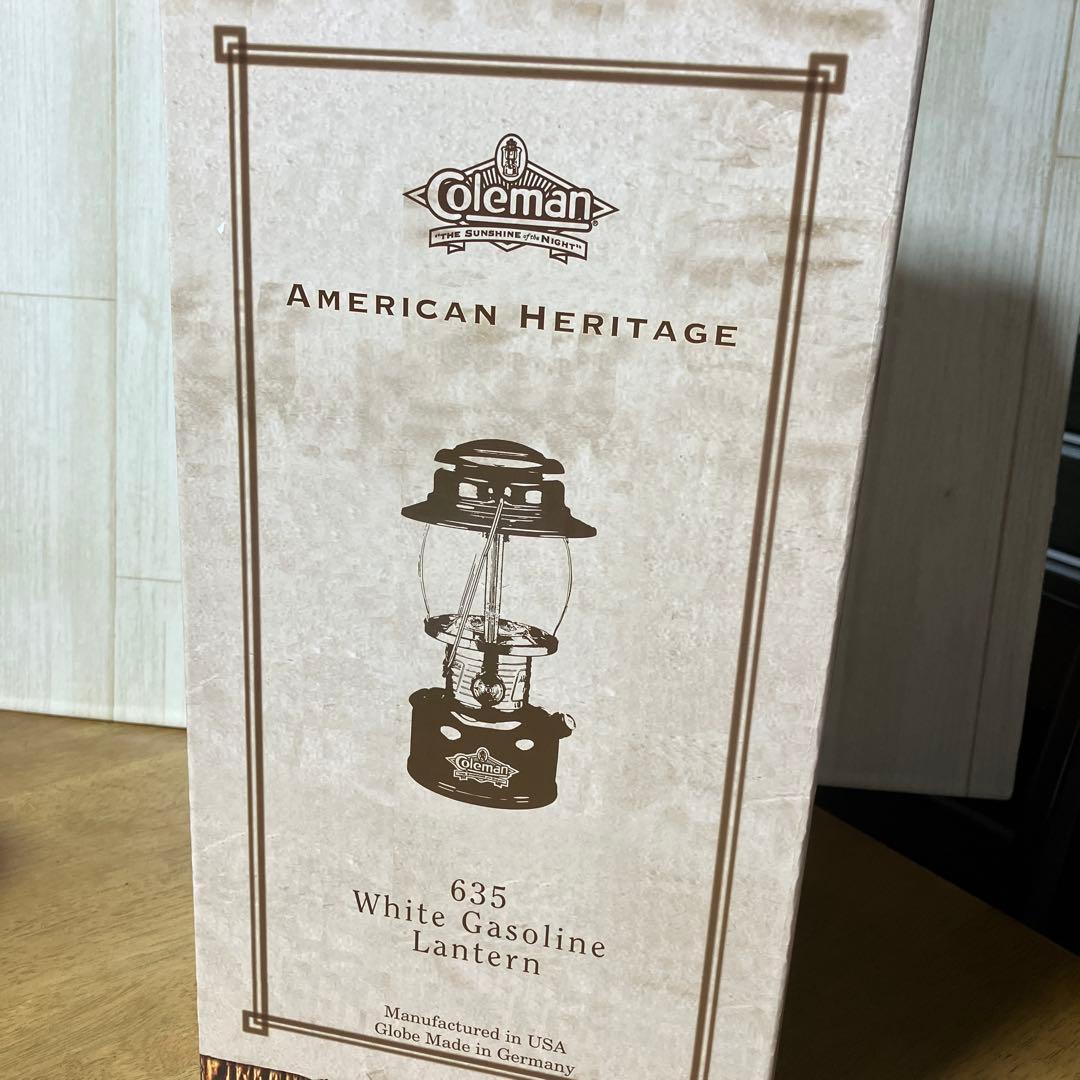 Coleman®
"THE SUNSHINE of the NIGHT"
AMERICAN HERITAGE
Coleman
635
White Gasoline
Lantern
Manufactured in USA
Globe Made in Germany